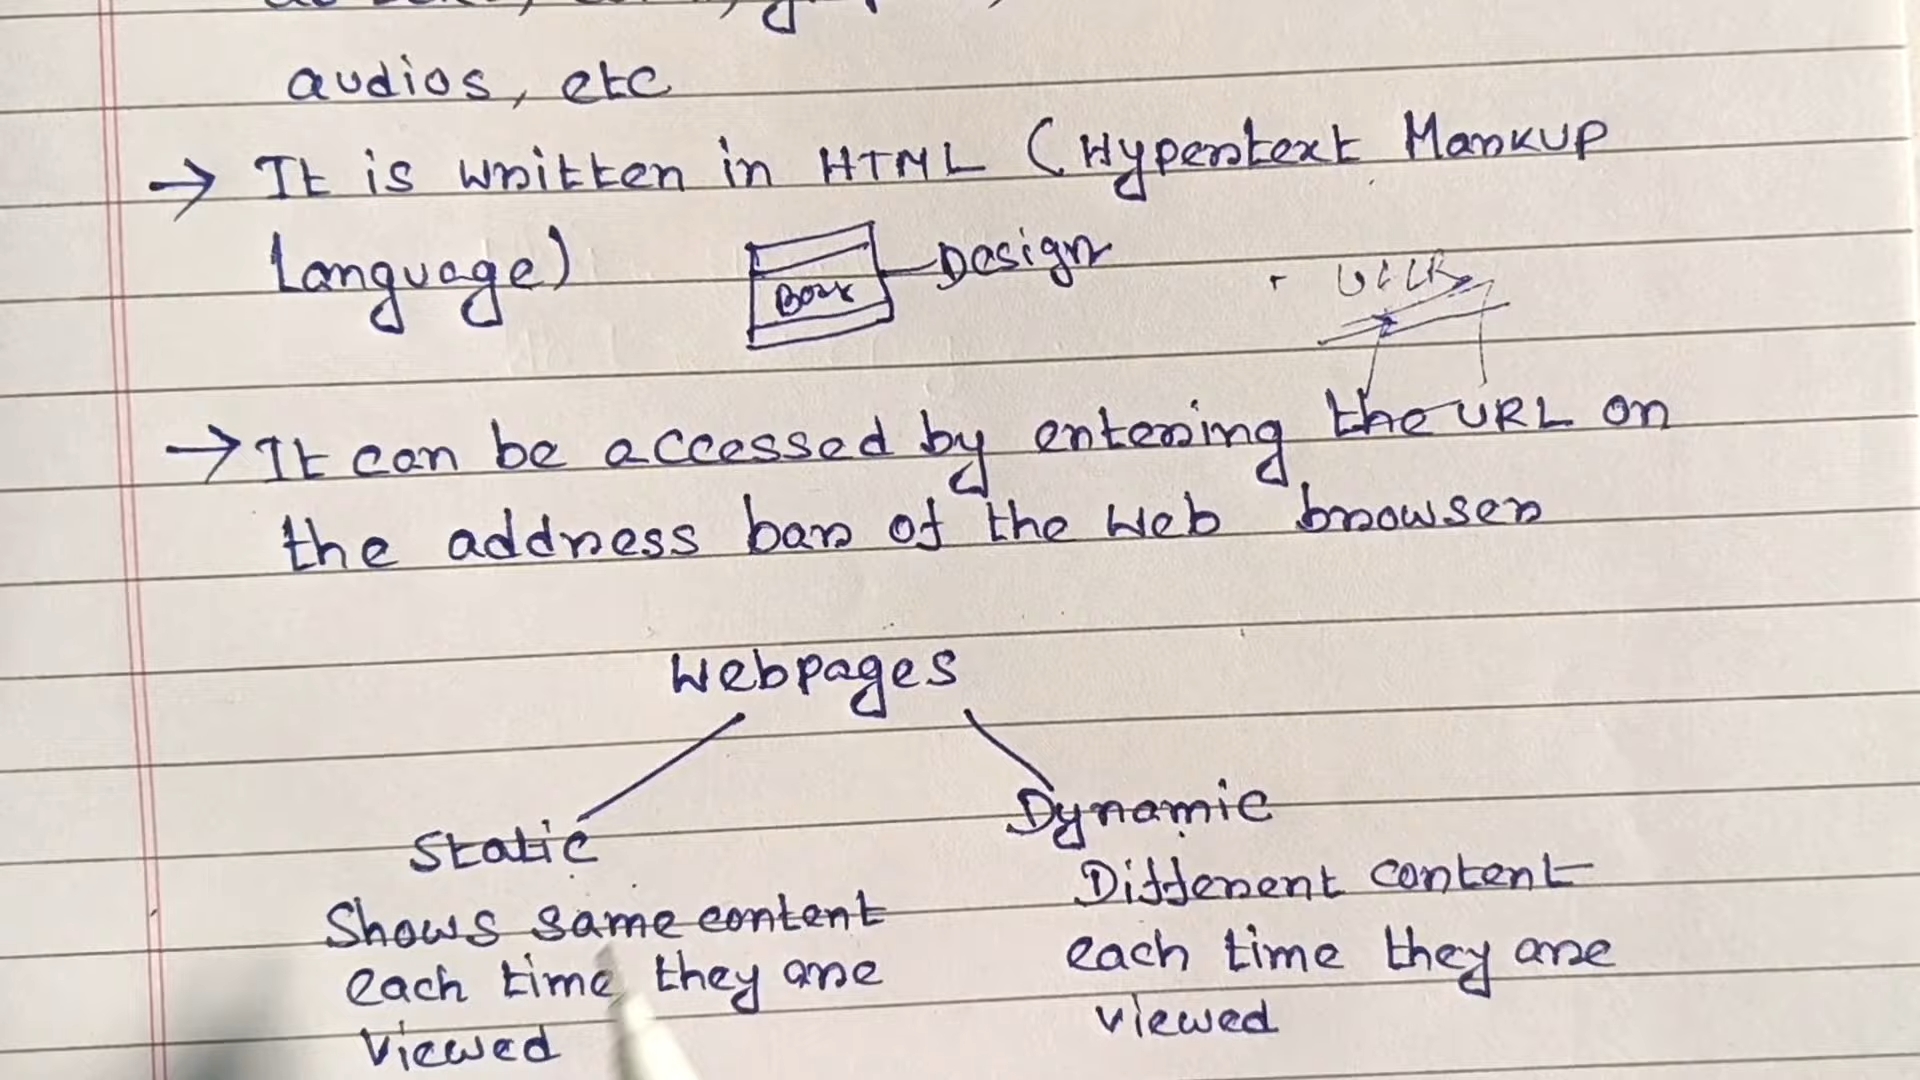 audios, etc
→ It is written in HTML (Hypertext Markup
Language)
Book
Design
→ It can be accessed by entering the URL on
the address bar of the web browser
Webpages
Static
Dynamic
Shows same content
each time they are
viewed
Different content
each time they are
viewed